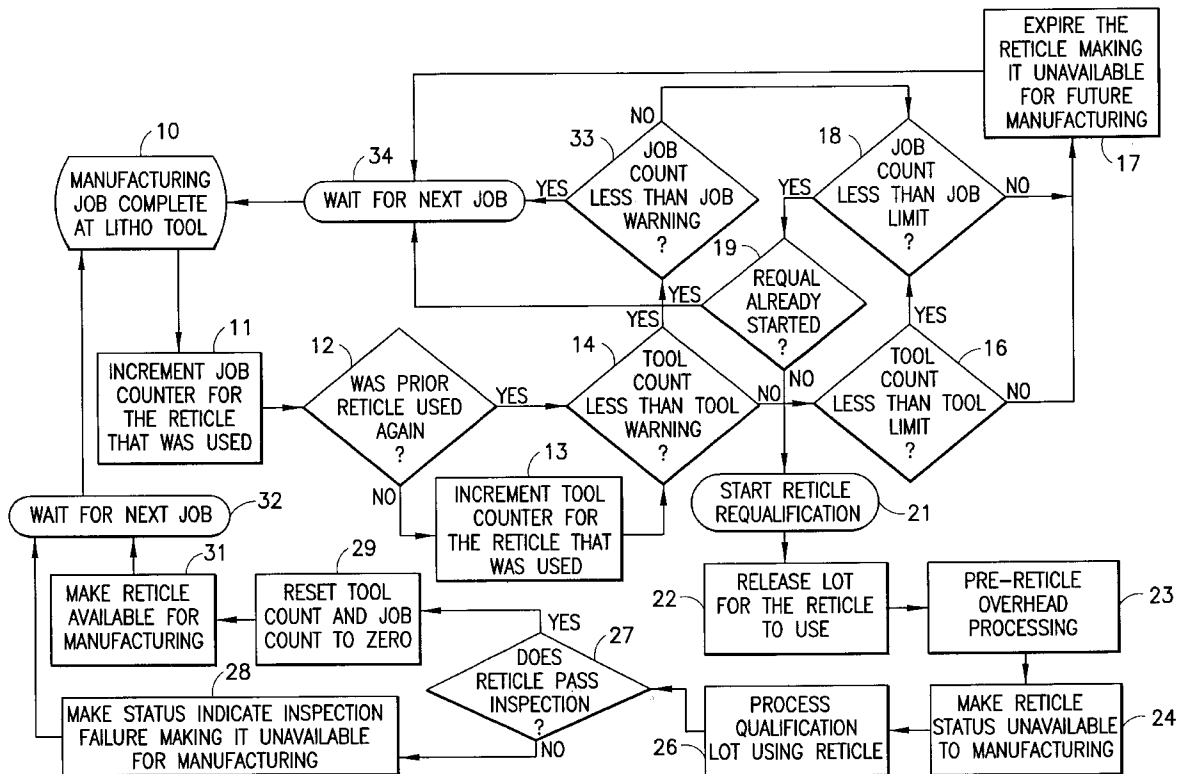 EXPIRE THE
RETICLE MAKING
IT UNAVAILABLE
FOR FUTURE
MANUFACTURING
17
10
MANUFACTURING
JOB COMPLETE
AT LITHO TOOL
34
WAIT FOR NEXT JOB
YES
33
NO
JOB
COUNT
LESS THAN JOB
WARNING
?
18
JOB
COUNT
LESS THAN JOB
LIMIT
?
YES
NO
19
REQUAL
ALREADY
STARTED
?
YES
NO
11
INCREMENT JOB
COUNTER FOR
THE RETICLE
THAT WAS USED
12
WAS PRIOR
RETICLE USED
AGAIN
?
YES
NO
13
INCREMENT TOOL
COUNTER FOR
THE RETICLE THAT
WAS USED
14
YES
TOOL
COUNT
LESS THAN TOOL
WARNING
?
NO
16
YES
TOOL
COUNT
LESS THAN TOOL
LIMIT
?
NO
START RETICLE
REQUALIFICATION
21
RELEASE LOT
FOR THE RETICLE
TO USE
22
PRE-RETICLE
OVERHEAD
PROCESSING
23
MAKE RETICLE
STATUS UNAVAILABLE
TO MANUFACTURING
24
PROCESS
QUALIFICATION
LOT USING RETICLE
26
27
DOES
RETICLE PASS
INSPECTION
?
YES
NO
29
RESET TOOL
COUNT AND JOB
COUNT TO ZERO
31
MAKE RETICLE
AVAILABLE FOR
MANUFACTURING
28
MAKE STATUS INDICATE INSPECTION
FAILURE MAKING IT UNAVAILABLE
FOR MANUFACTURING
WAIT FOR NEXT JOB
32